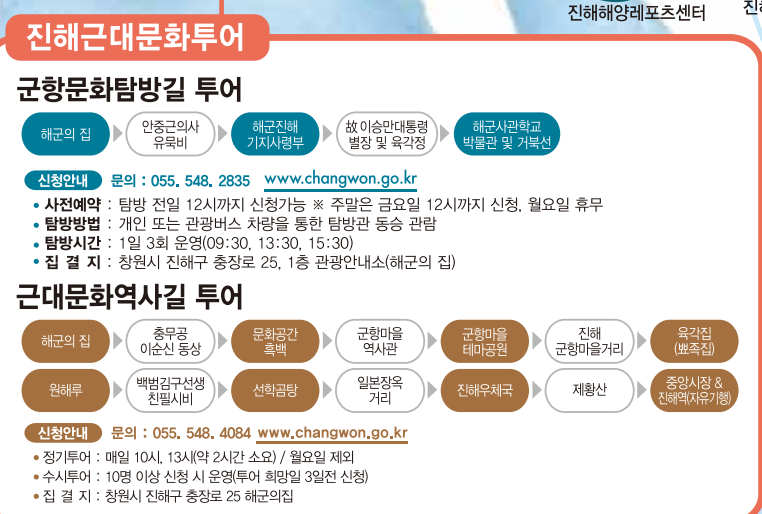 진해해양레포츠센터
진해근대문화투어
군항문화탐방길 투어
해군의 집
안중근의사
유묵비
해군진해
기지사령부
故 이승만대통령
별장 및 육각정
해군사관학교
박물관 및 거북선
신청안내 문의 : 055. 548. 2835 www.changwon.go.kr
• 사전예약 : 탐방 전일 12시까지 신청가능 ※ 주말은 금요일 12시까지 신청, 월요일 휴무
• 탐방방법 : 개인 또는 관광버스 차량을 통한 탐방관 동승 관람
• 탐방시간 : 1일 3회 운영(09:30, 13:30, 15:30)
• 집 결 지 : 창원시 진해구 충장로 25, 1층 관광안내소(해군의 집)
근대문화역사길 투어
해군의 집
충무공
이순신 동상
문화공간
흑백
군항마을
역사관
군항마을
테마공원
진해
군항마을거리
육각집
(뾰족집)
원해루
백범김구선생
친필시비
선학곰탕
일본장옥
거리
진해우체국
제황산
중앙시장 &
진해역(자유기행)
신청안내 문의 : 055. 548. 4084 www.changwon.go.kr
• 정기투어 : 매일 10시, 13시(약 2시간 소요) / 월요일 제외
• 수시투어 : 10명 이상 신청 시 운영(투어 희망일 3일전 신청)
• 집 결 지 : 창원시 진해구 충장로 25 해군의집